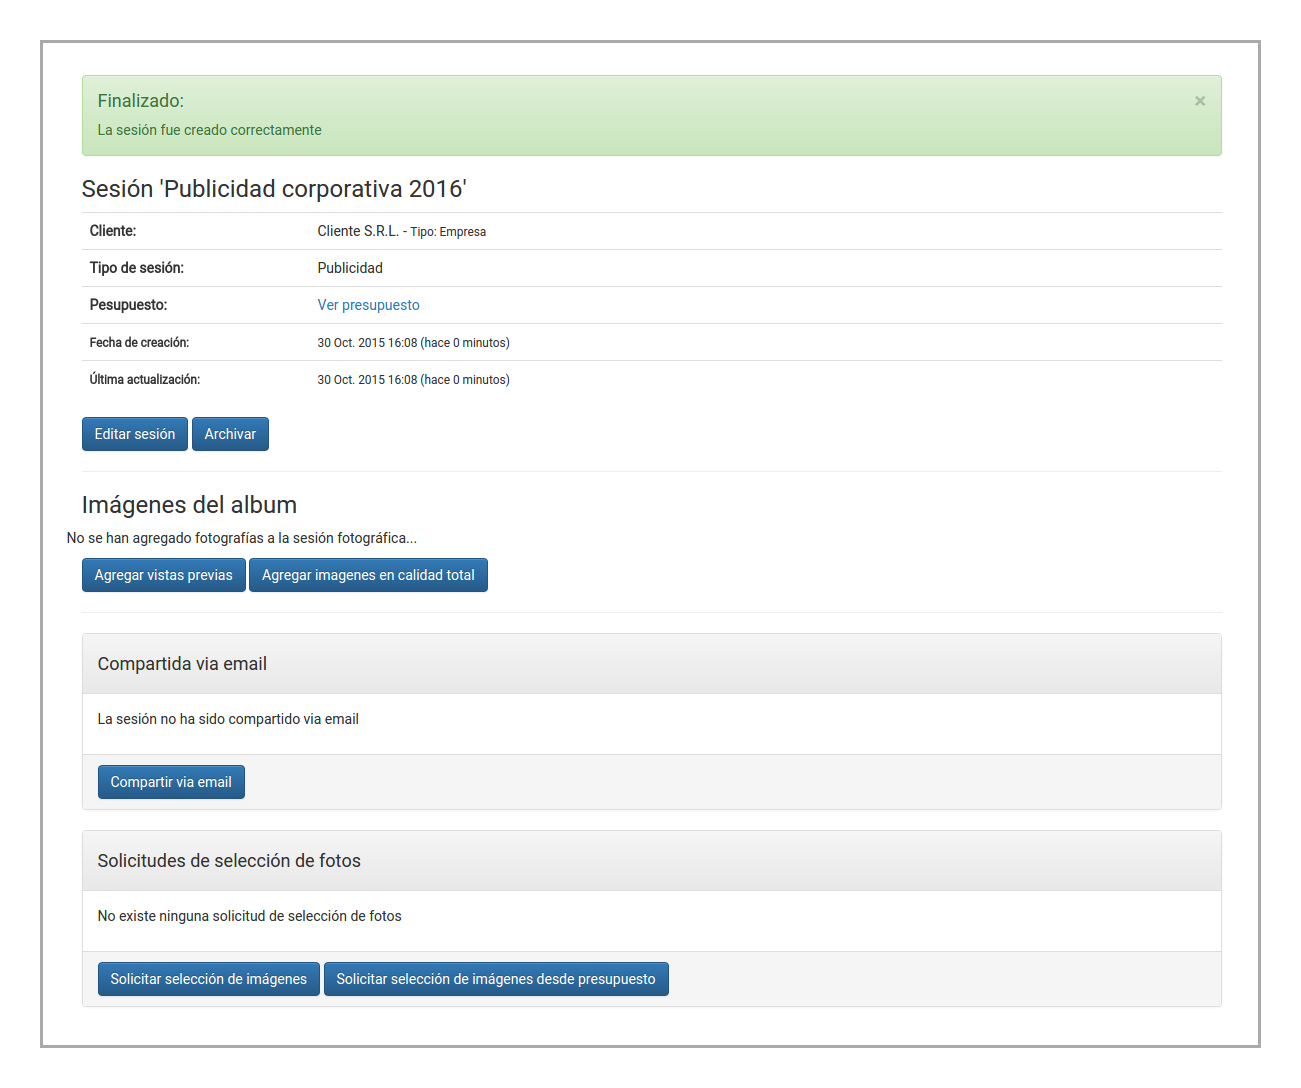 Finalizado:
×
La sesión fue creado correctamente
Sesión 'Publicidad corporativa 2016'
Cliente: Cliente S.R.L. - Tipo: Empresa
Tipo de sesión: Publicidad
Pesupuesto: Ver presupuesto
Fecha de creación: 30 Oct. 2015 16:08 (hace 0 minutos)
Última actualización: 30 Oct. 2015 16:08 (hace 0 minutos)
Editar sesión Archivar
Imágenes del album
No se han agregado fotografías a la sesión fotográfica...
Agregar vistas previas Agregar imagenes en calidad total
Compartida via email
La sesión no ha sido compartido via email
Compartir via email
Solicitudes de selección de fotos
No existe ninguna solicitud de selección de fotos
Solicitar selección de imágenes Solicitar selección de imágenes desde presupuesto